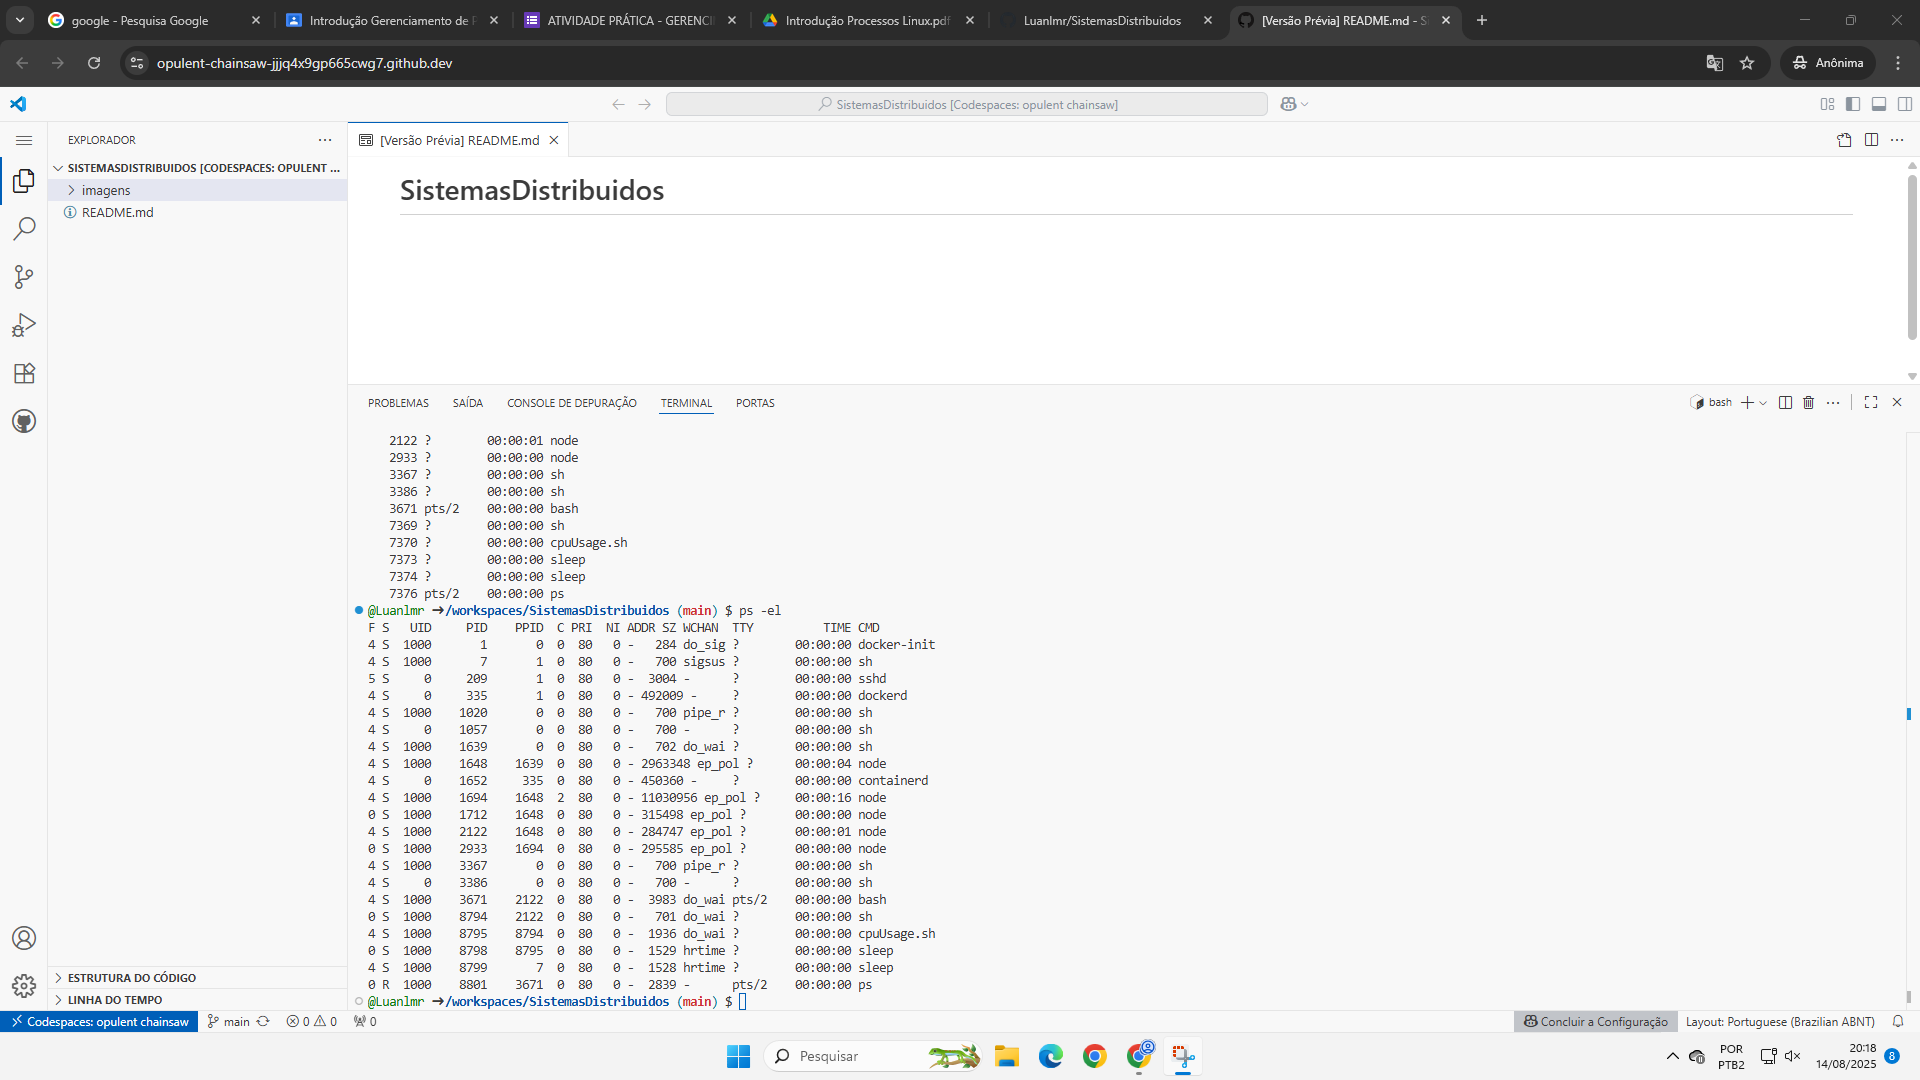 google - Pesquisa Google
Introdução Gerenciamento de P
ATIVIDADE PRÁTICA - GERENCI
Introdução Processos Linux.pdf
Luanlmr/SistemasDistribuidos
[Versão Prévia] README.md - S
opulent-chainsaw-jjjq4x9gp665cwg7.github.dev
Anônima
SistemasDistribuidos [Codespaces: opulent chainsaw]
EXPLORADOR
[Versão Prévia] README.md
SISTEMASDISTRIBUIDOS [CODESPACES: OPULENT ...
imagens
README.md
SistemasDistribuidos
PROBLEMAS SAÍDA CONSOLE DE DEPURAÇÃO TERMINAL PORTAS
bash
2122 ? 00:00:01 node
2933 ? 00:00:00 node
3367 ? 00:00:00 sh
3386 ? 00:00:00 sh
3671 pts/2 00:00:00 bash
7369 ? 00:00:00 sh
7370 ? 00:00:00 cpuUsage.sh
7373 ? 00:00:00 sleep
7374 ? 00:00:00 sleep
7376 pts/2 00:00:00 ps
@Luanlmr ➜/workspaces/SistemasDistribuidos (main) $ ps -el
F S UID PID PPID C PRI NI ADDR SZ WCHAN TTY TIME CMD
4 S 1000 1 0 0 80 0 - 284 do_sig ? 00:00:00 docker-init
4 S 1000 7 1 0 80 0 - 700 sigsus ? 00:00:00 sh
5 S 0 209 1 0 80 0 - 3004 - ? 00:00:00 sshd
4 S 0 335 1 0 80 0 - 492009 - ? 00:00:00 dockerd
4 S 1000 1020 0 0 80 0 - 700 pipe_r ? 00:00:00 sh
4 S 0 1057 0 0 80 0 - 700 - ? 00:00:00 sh
4 S 1000 1639 0 0 80 0 - 702 do_wai ? 00:00:00 sh
4 S 1000 1648 1639 0 80 0 - 2963348 ep_pol ? 00:00:04 node
4 S 0 1652 335 0 80 0 - 450360 - ? 00:00:00 containerd
4 S 1000 1694 1648 2 80 0 - 11030956 ep_pol ? 00:00:16 node
0 S 1000 1712 1648 0 80 0 - 315498 ep_pol ? 00:00:00 node
4 S 1000 2122 1648 0 80 0 - 284747 ep_pol ? 00:00:01 node
0 S 1000 2933 1694 0 80 0 - 295585 ep_pol ? 00:00:00 node
4 S 1000 3367 0 0 80 0 - 700 pipe_r ? 00:00:00 sh
4 S 0 3386 0 0 80 0 - 700 - ? 00:00:00 sh
4 S 1000 3671 2122 0 80 0 - 3983 do_wai pts/2 00:00:00 bash
0 S 1000 8794 2122 0 80 0 - 701 do_wai ? 00:00:00 sh
4 S 1000 8795 8794 0 80 0 - 1936 do_wai ? 00:00:00 cpuUsage.sh
0 S 1000 8798 8795 0 80 0 - 1529 hrtime ? 00:00:00 sleep
4 S 1000 8799 7 0 80 0 - 1528 hrtime ? 00:00:00 sleep
0 R 1000 8801 3671 0 80 0 - 2839 - pts/2 00:00:00 ps
@Luanlmr ➜/workspaces/SistemasDistribuidos (main) $
ESTRUTURA DO CÓDIGO
LINHA DO TEMPO
Codespaces: opulent chainsaw main 0 0 0
Concluir a Configuração Layout: Portuguese (Brazilian ABNT)
Pesquisar
POR
PTB2
20:18
14/08/2025
8